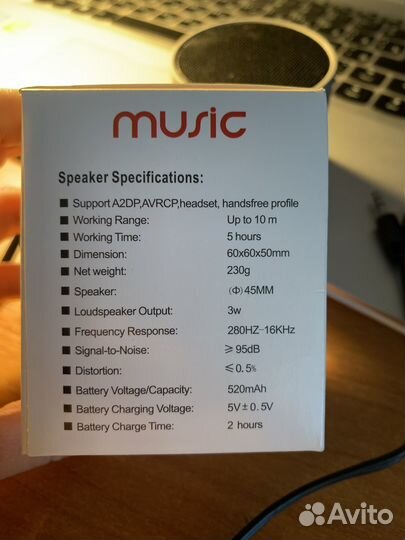 music
Speaker Specifications:
■ Support A2DP,AVRCP,headset, handsfree profile
■ Working Range: Up to 10 m
■ Working Time: 5 hours
■ Dimension: 60x60x50mm
■ Net weight: 230g
■ Speaker: (Φ) 45MM
■ Loudspeaker Output: 3w
■ Frequency Response: 280HZ-16KHz
■ Signal-to-Noise: ≥ 95dB
■ Distortion: ≤ 0. 5%
■ Battery Voltage/Capacity: 520mAh
■ Battery Charging Voltage: 5V± 0. 5V
■ Battery Charge Time: 2 hours
Avito